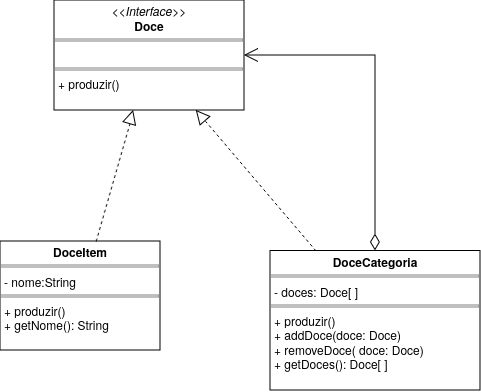 <<Interface>>
Doce
+ produzir()
DoceItem
- nome:String
+ produzir()
+ getNome(): String
DoceCategoria
- doces: Doce[ ]
+ produzir()
+ addDoce(doce: Doce)
+ removeDoce( doce: Doce)
+ getDoces(): Doce[ ]